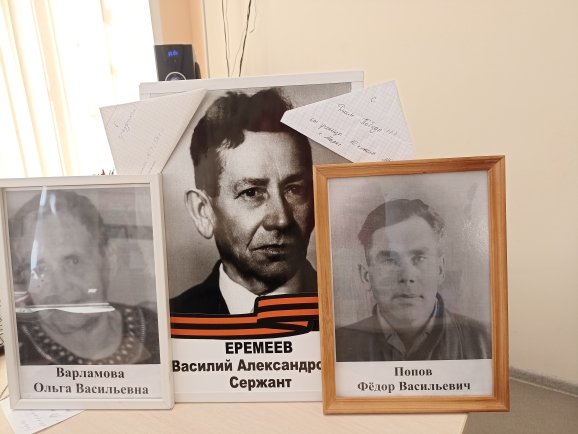 ЕРЕМЕЕВ
Василий Александро
Сержант
Варламова
Ольга Васильевна
Попов
Фёдор Васильевич